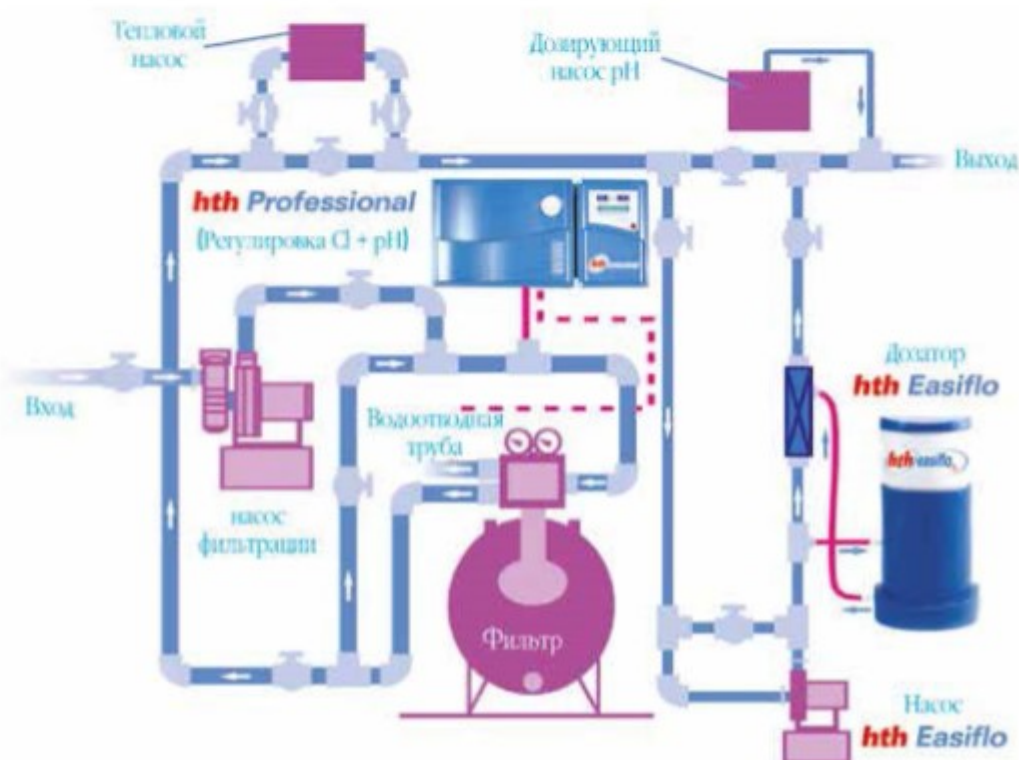 Тепловой
насос
Дозирующий
насос pH
Выход
hth Professional
(Регулировка Cl + pH)
Вход
Дозатор
hth Easiflo
hth easiflo
Водоотводная
труба
насос
фильтрации
Фильтр
Насос
hth Easiflo